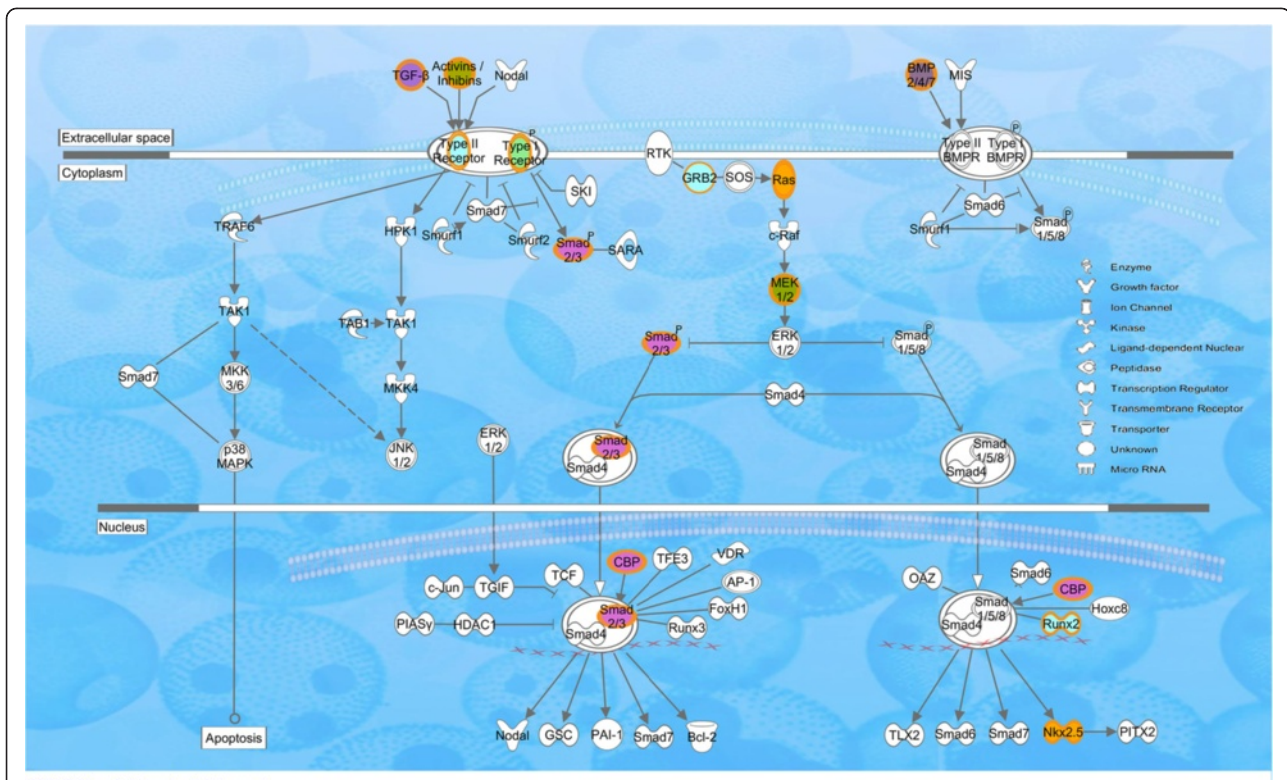 TGF-β
Activins /
Inhibins
Nodal
BMP
2/4/7
MIS
Extracellular space
Cytoplasm
Type II
Receptor
P
Type I
Receptor
RTK
GRB2
SOS
Ras
Type II
BMPR
P
Type I
BMPR
SKI
TRAF6
HPK1
Smurf1
Smad7
Smurf2
P
Smad
2/3
SARA
c-Raf
Smurf1
Smad6
P
Smad
1/5/8
MEK
1/2
TAK1
TAB1
TAK1
P
Smad
2/3
ERK
1/2
P
Smad
1/5/8
Enzyme
Growth factor
Ion Channel
Kinase
Ligand-dependent Nuclear
Peptidase
Transcription Regulator
Transmembrane Receptor
Transporter
Unknown
Micro RNA
Smad7
MKK
3/6
MKK4
Smad4
p38
MAPK
JNK
1/2
ERK
1/2
Smad
2/3
Smad4
Smad
1/5/8
Smad4
Nucleus
CBP
TFE3
VDR
c-Jun
TGIF
TCF
AP-1
FoxH1
Runx3
PIASγ
HDAC1
Smad
2/3
Smad4
OAZ
Smad6
CBP
Hoxc8
Runx2
Smad
1/5/8
Smad4
Apoptosis
Nodal
GSC
PAI-1
Smad7
Bcl-2
TLX2
Smad6
Smad7
Nkx2.5
PITX2